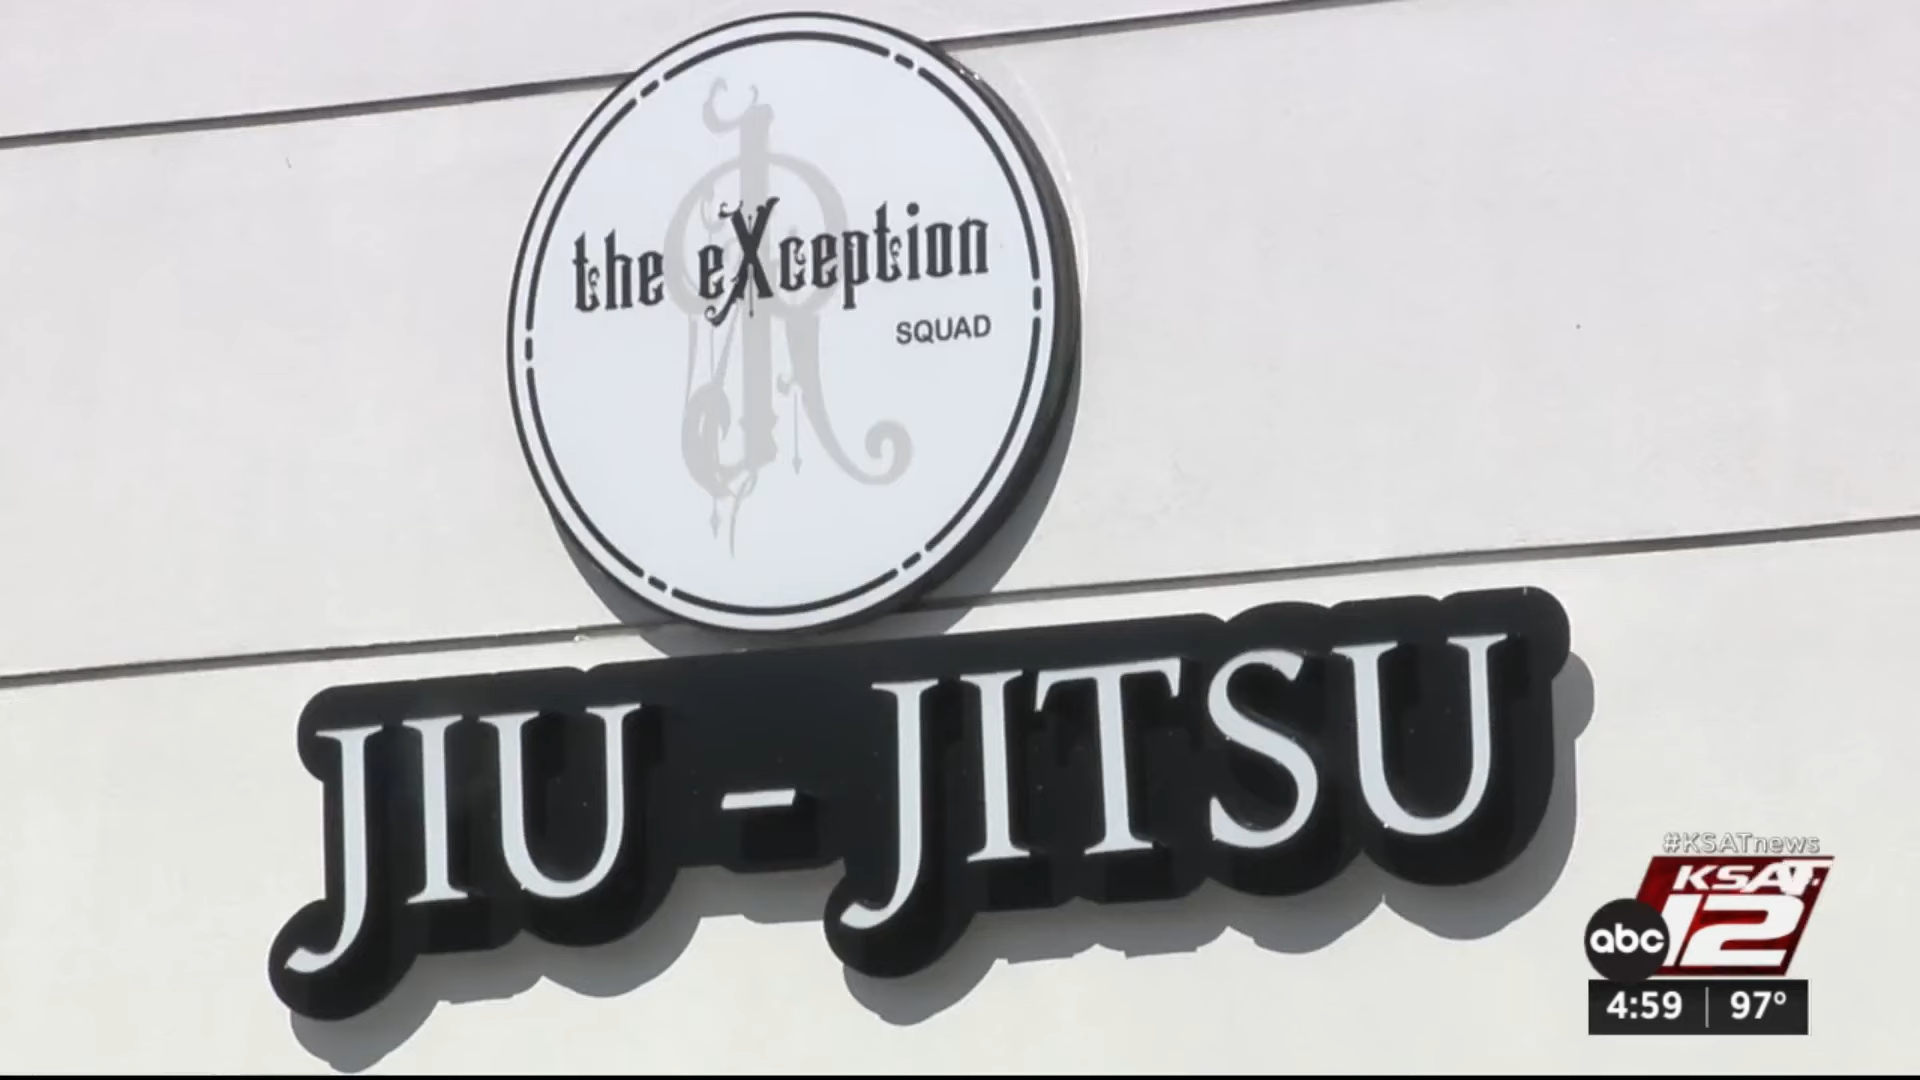 the eXception
SQUAD
JIU - JITSU
#KSATnews
KSAT
abc 12
4:59 97°